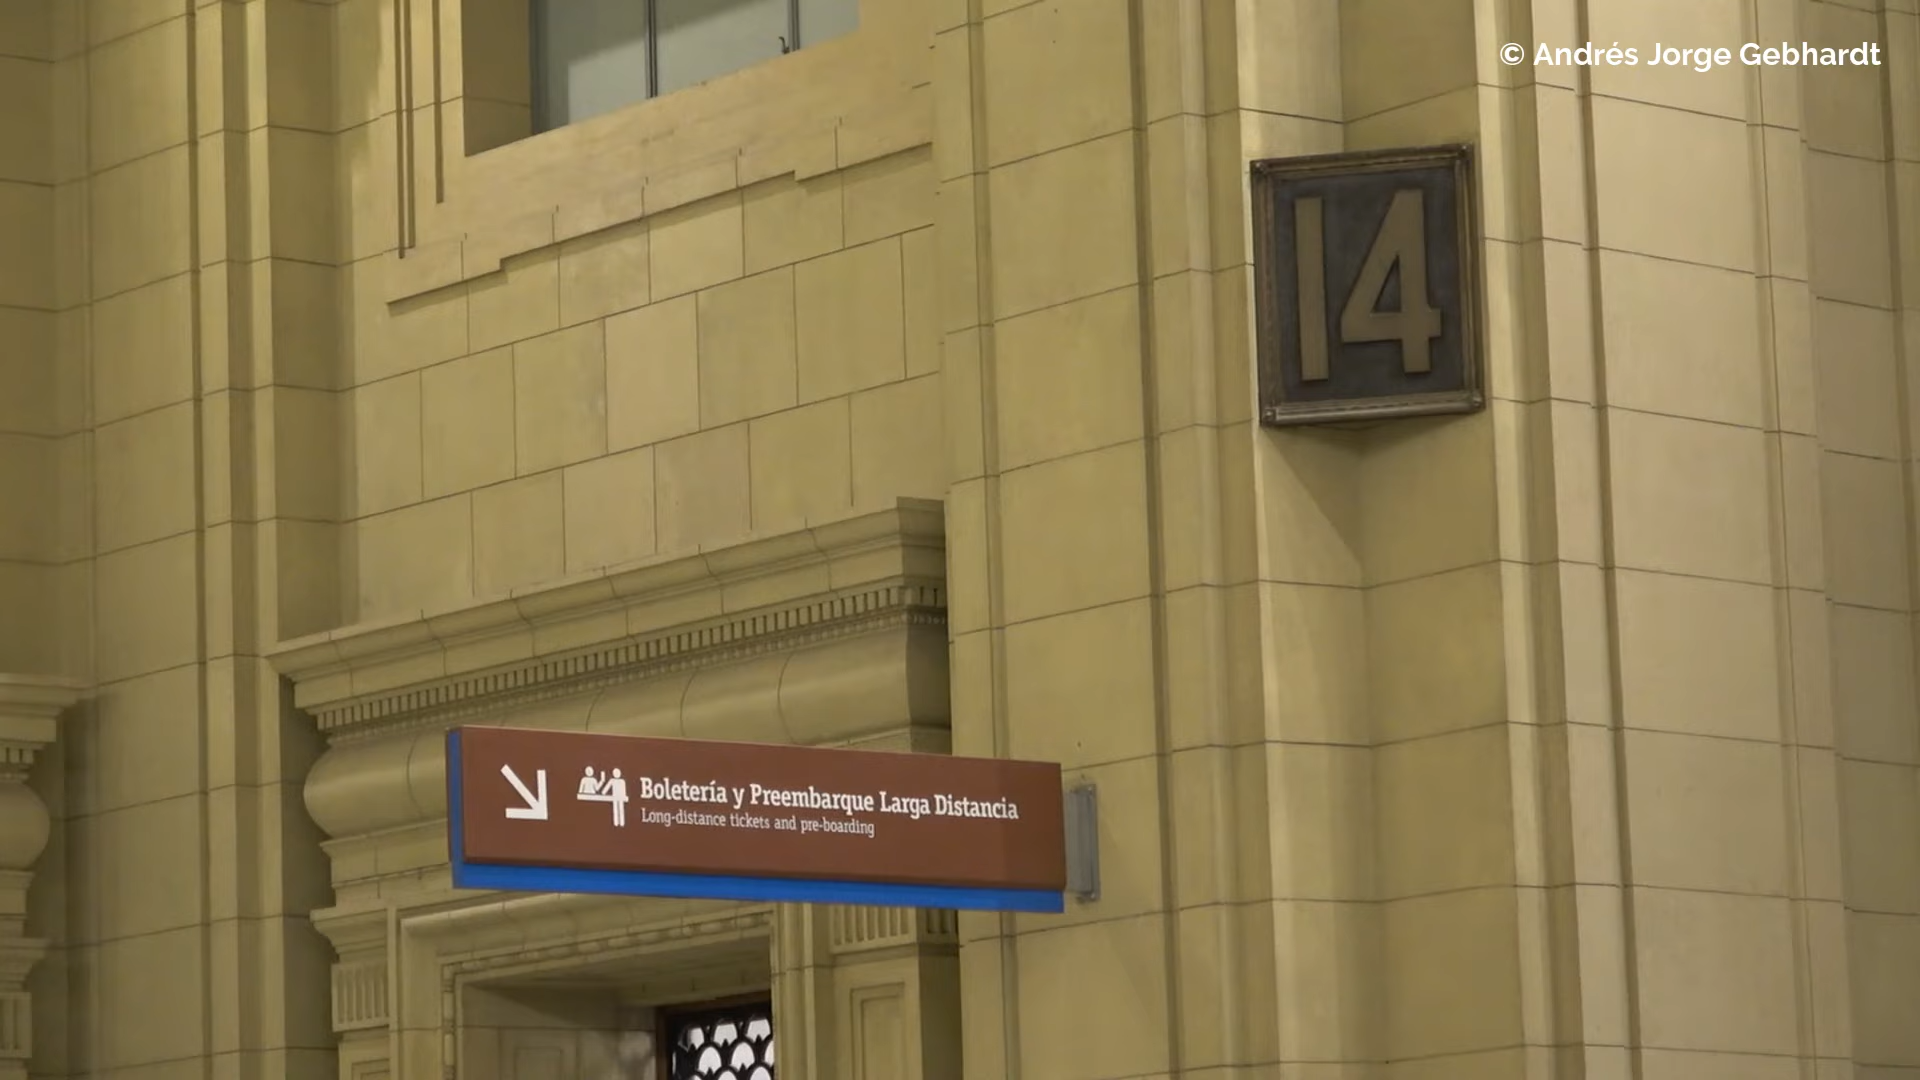 © Andrés Jorge Gebhardt
14
Boletería y Preembarque Larga Distancia
Long-distance tickets and pre-boarding